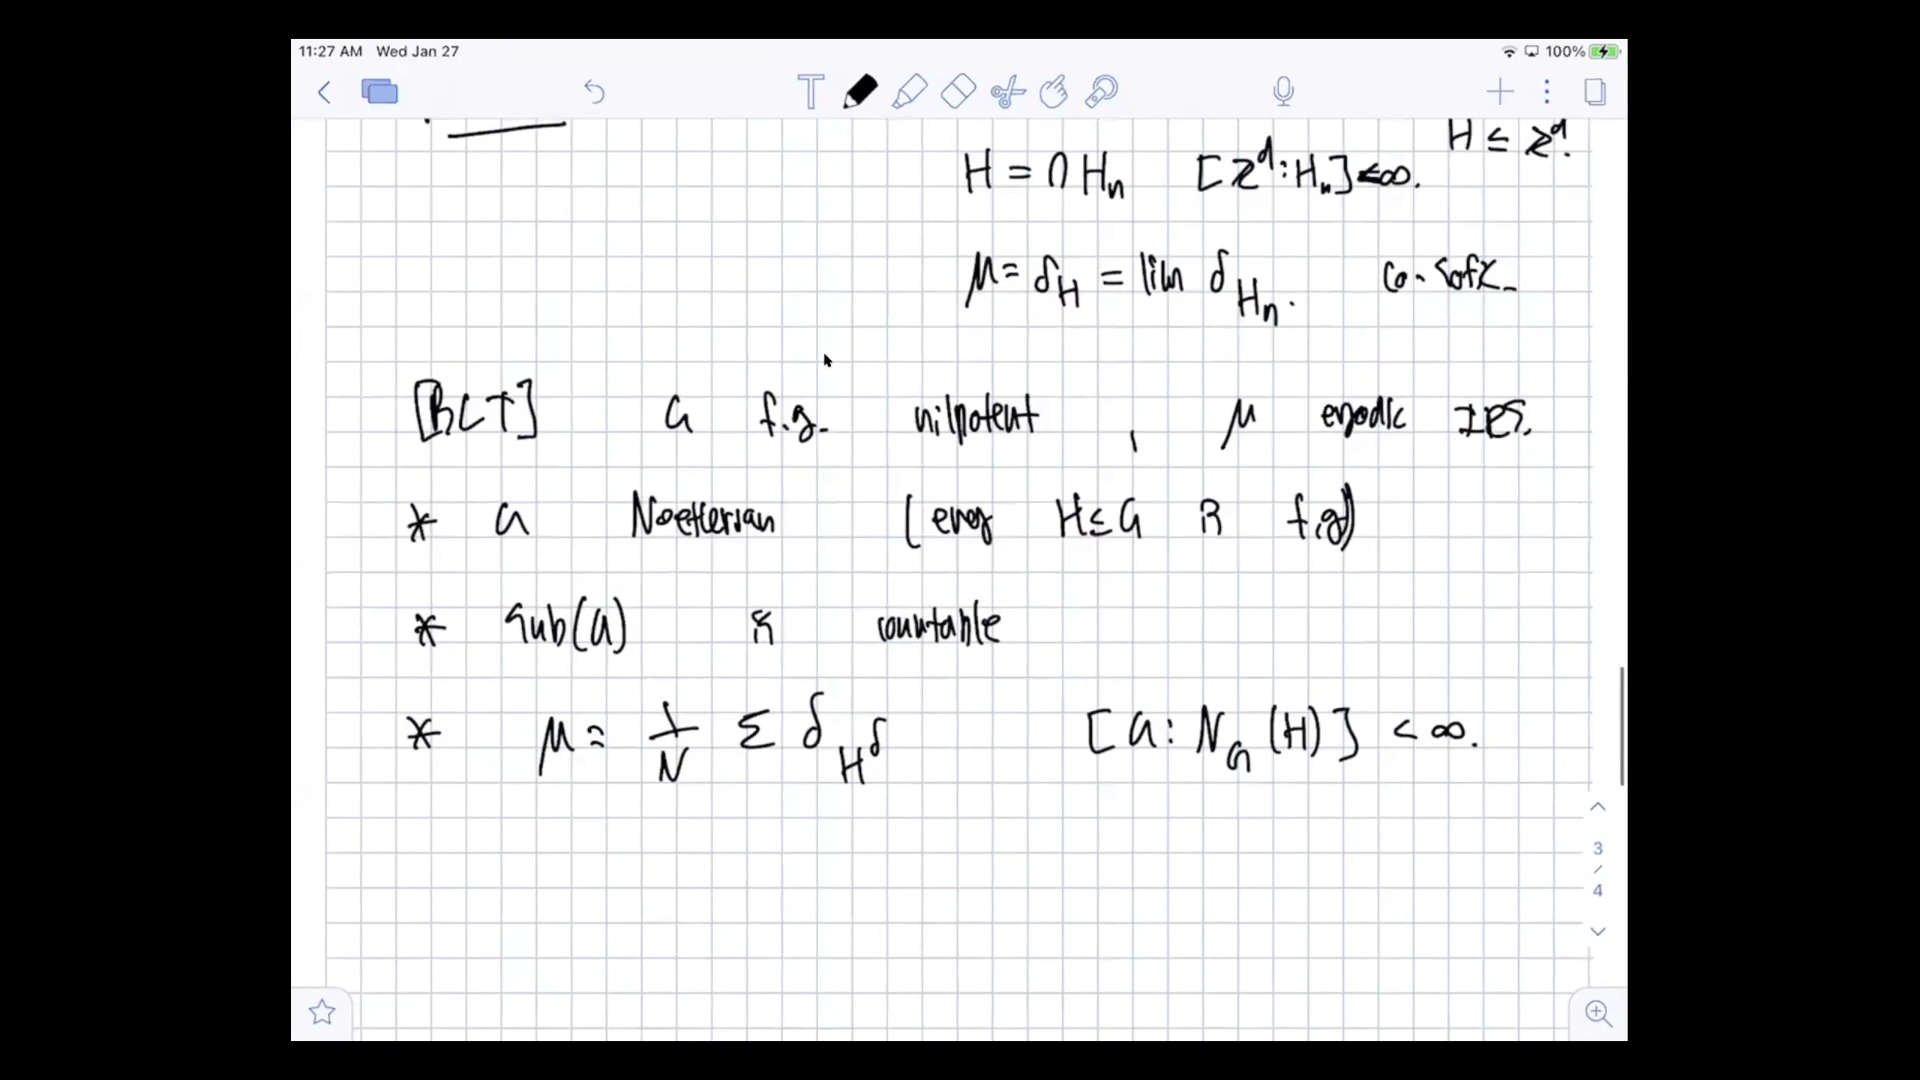 11:27 AM Wed Jan 27 100%
H ≤ Z^d.
H = ∩ H_n [Z^d : H_n] < ∞.
μ = δ_H = lim δ_{H_n}. co-sofic.
[BLT] G f.g. nilpotent, μ ergodic IRS.
* G Noetherian (every H ≤ G is f.g)
* Sub(G) is countable
* μ = 1/N Σ δ_{H^g} [G : N_G(H)] < ∞.
3
/
4